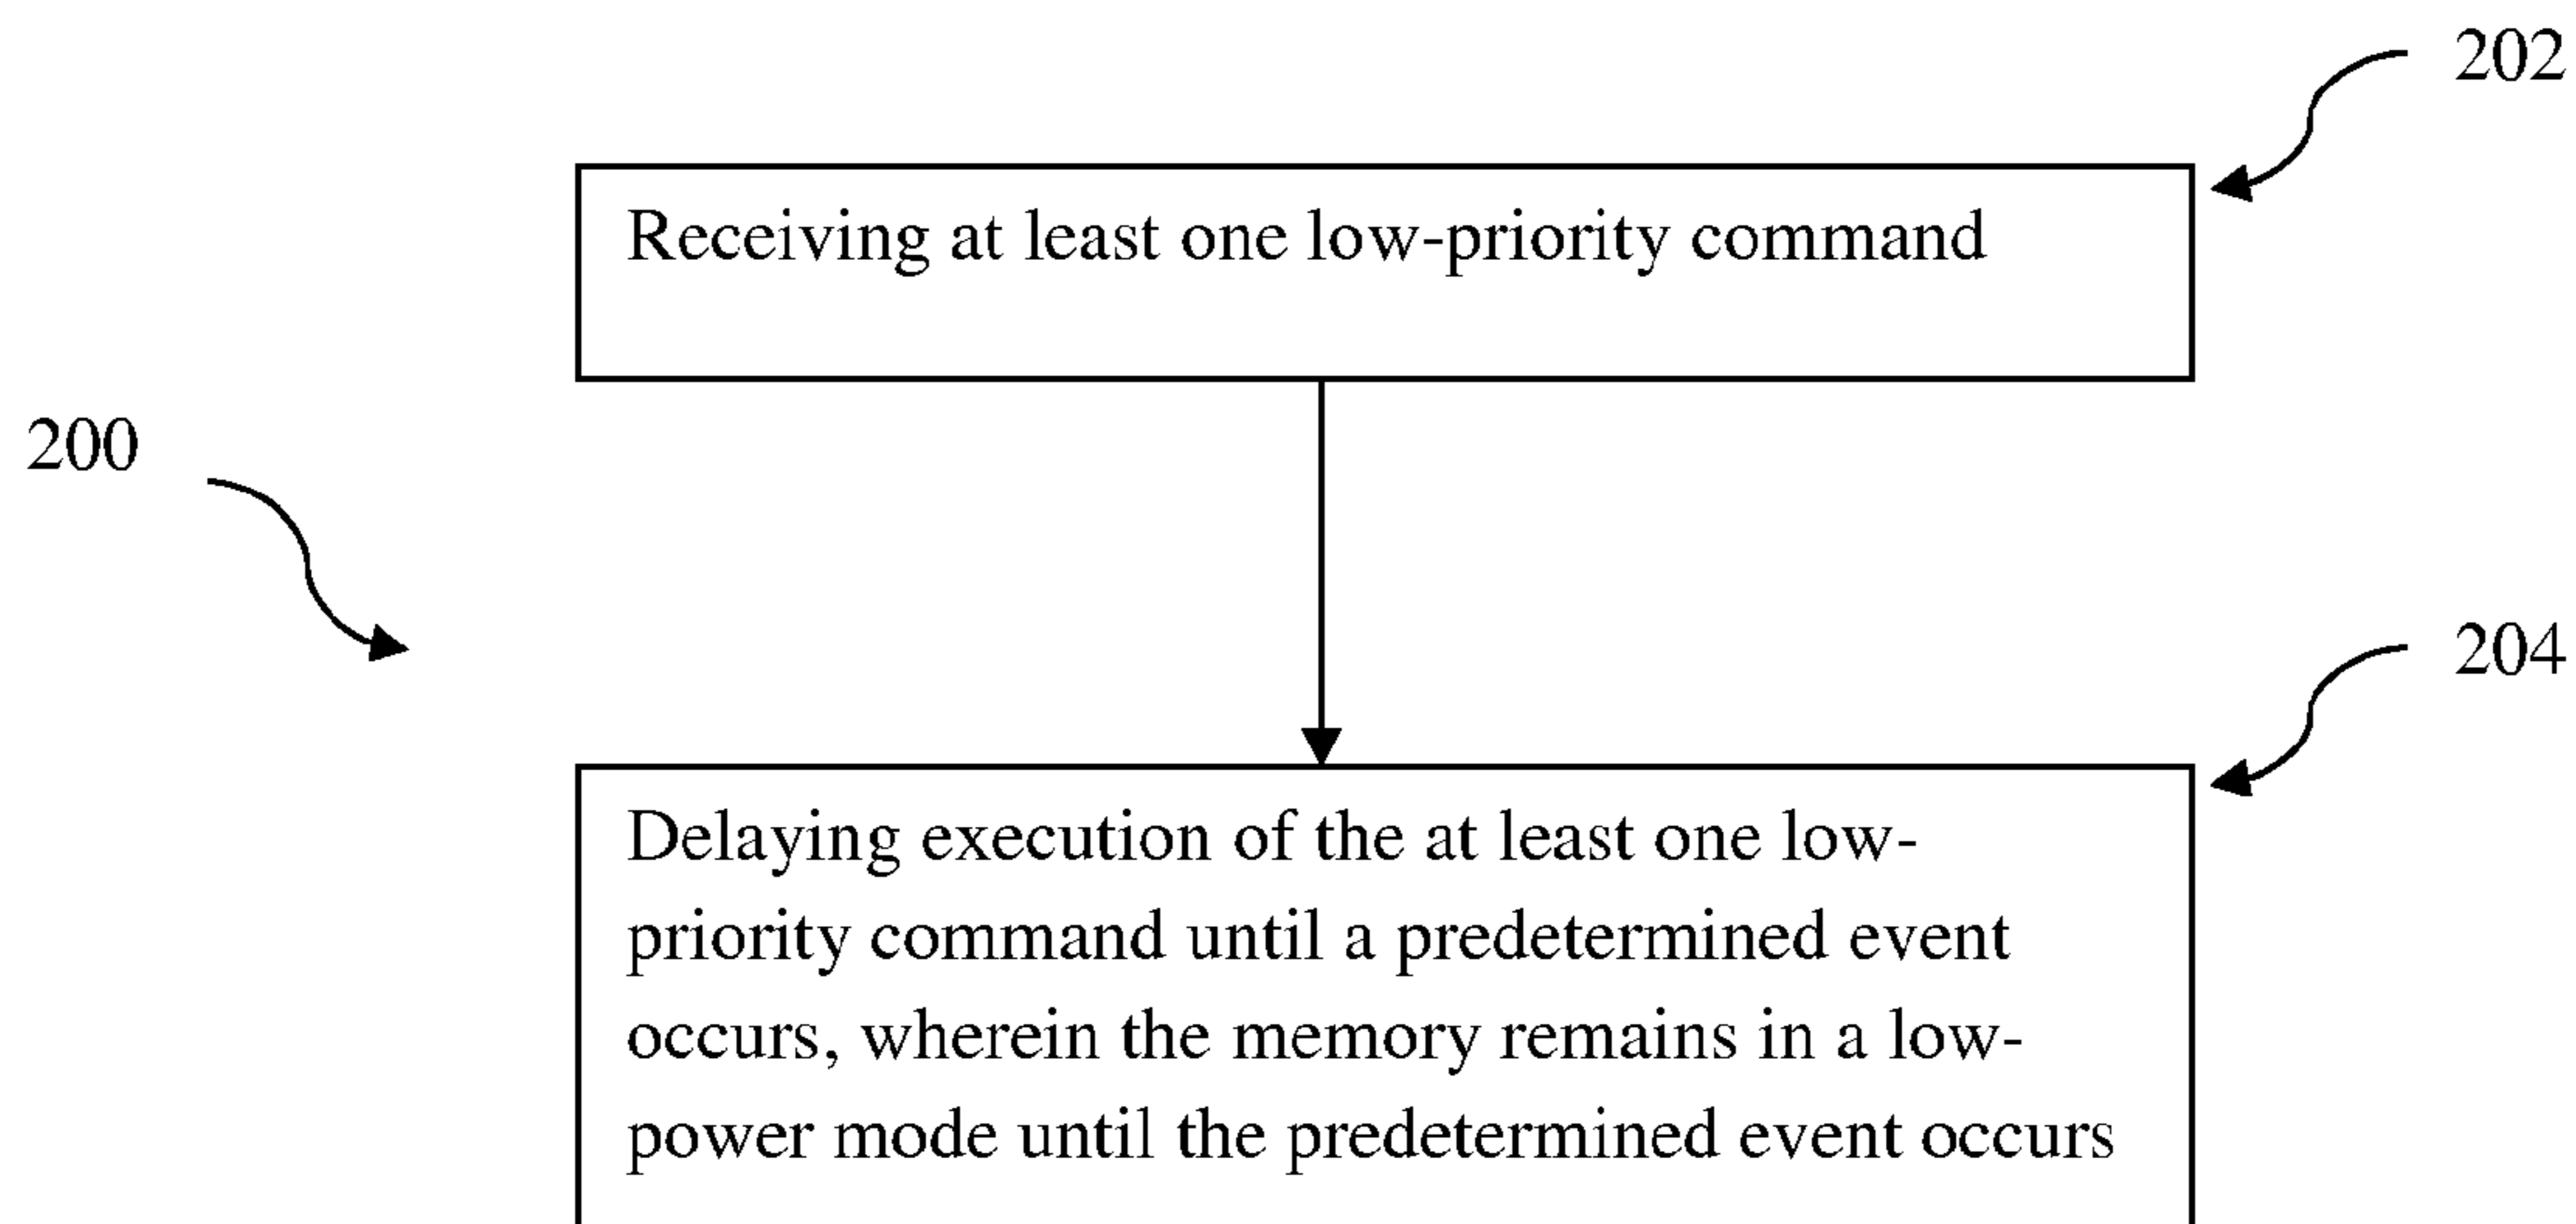 202
Receiving at least one low-priority command
200
204
Delaying execution of the at least one low-
priority command until a predetermined event
occurs, wherein the memory remains in a low-
power mode until the predetermined event occurs